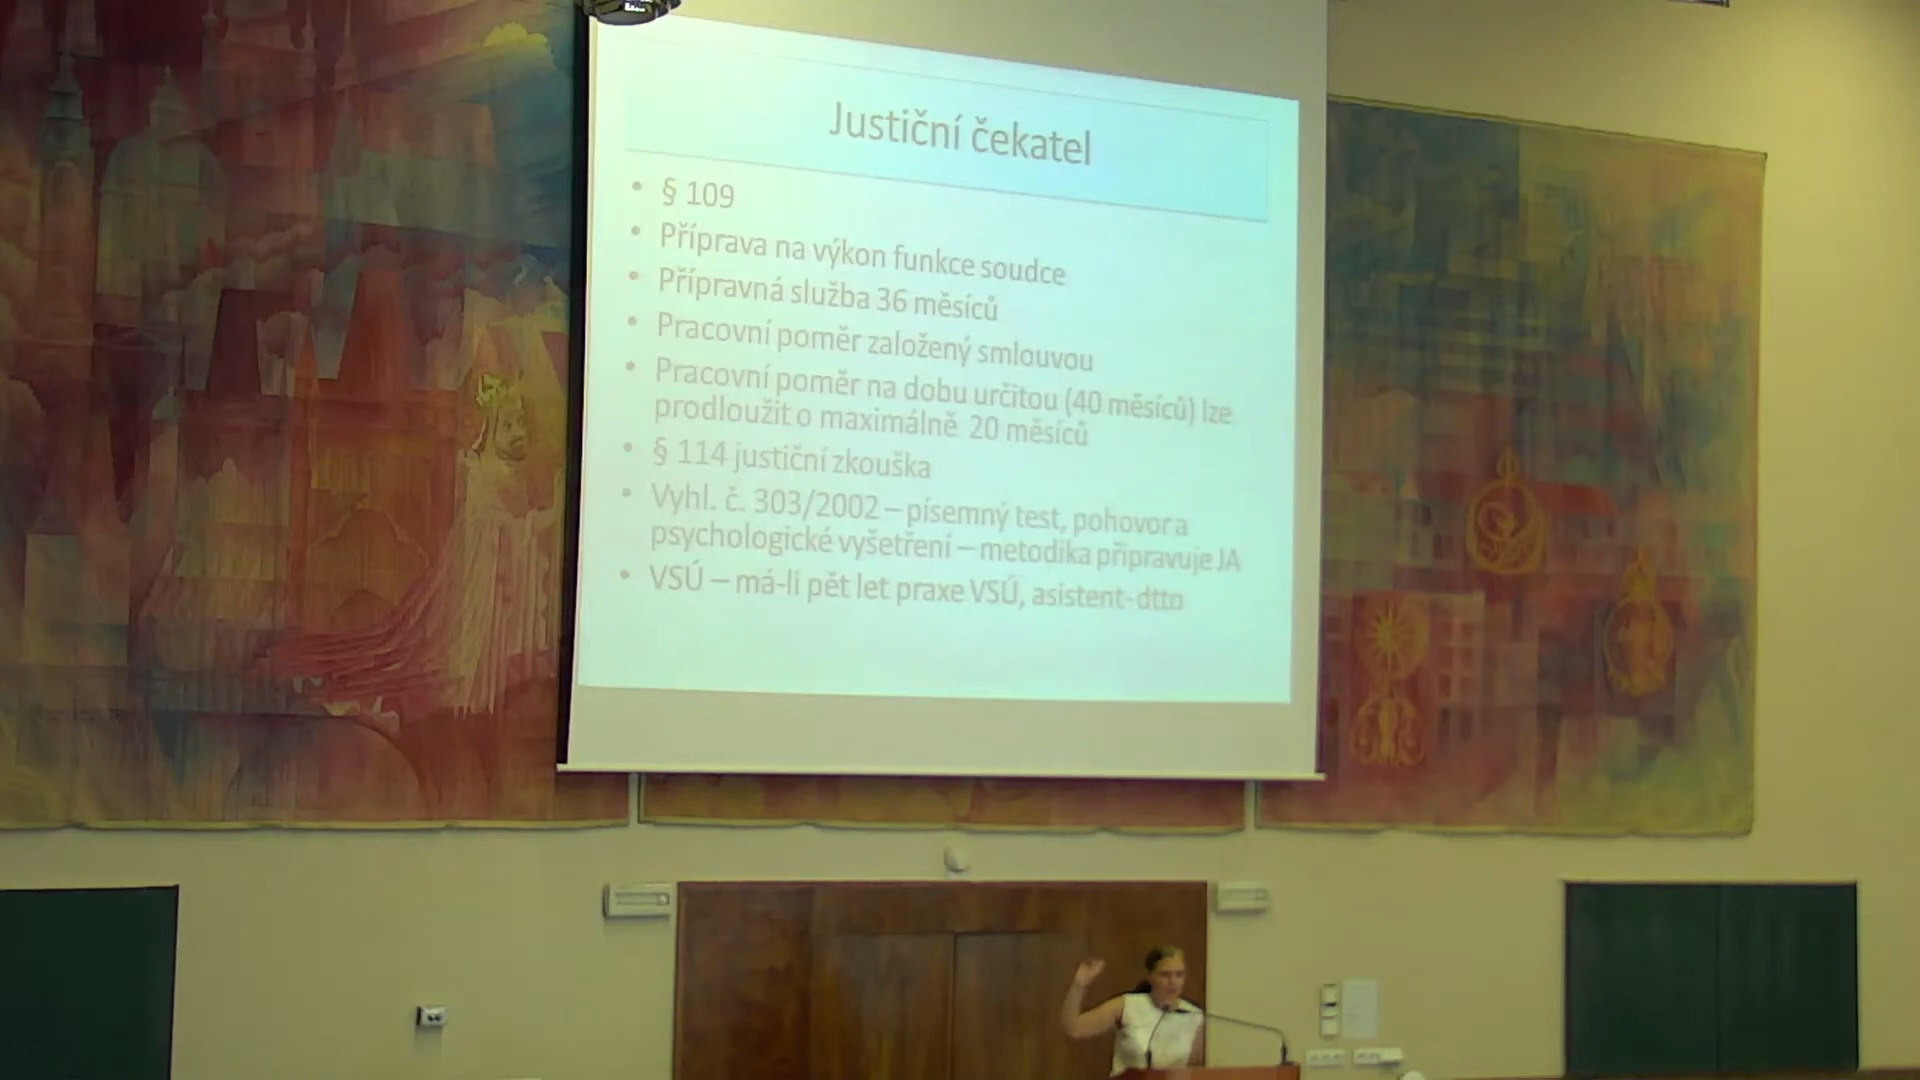 Justiční čekatel
• § 109
• Příprava na výkon funkce soudce
• Přípravná služba 36 měsíců
• Pracovní poměr založený smlouvou
• Pracovní poměr na dobu určitou (40 měsíců) lze
prodloužit o maximálně 20 měsíců
• § 114 justiční zkouška
• Vyhl. č. 303/2002 – písemný test, pohovor a
psychologické vyšetření – metodika připravuje JA
• VSÚ – má-li pět let praxe VSÚ, asistent- dtto